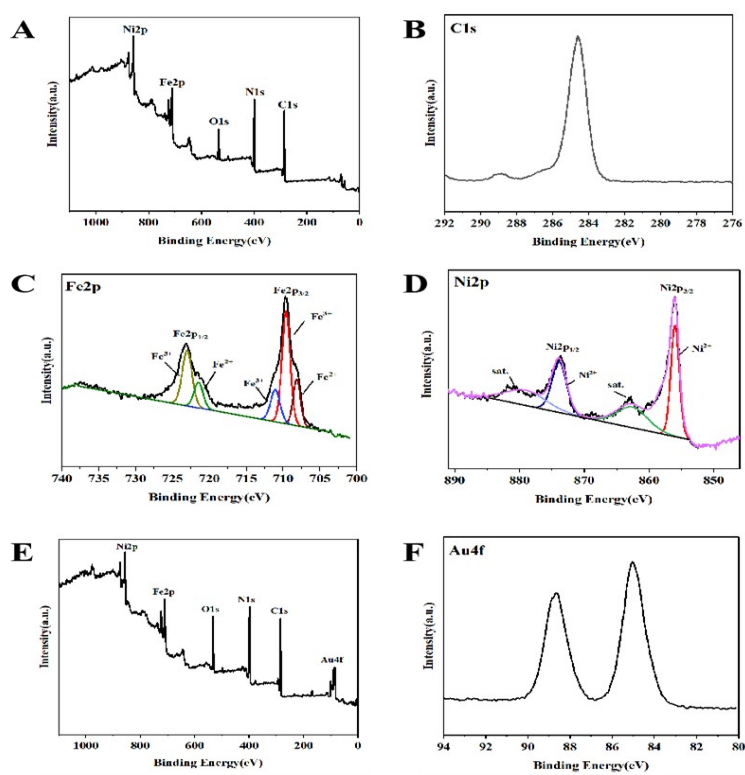 A
Ni2p
Fe2p
O1s
N1s
C1s
Intensity(a.u.)
1000 800 600 400 200 0
Binding Energy(eV)
B
C1s
Intensity(a.u.)
292 290 288 286 284 282 280 278 276
Binding Energy(eV)
C
Fe2p
Fe2p3/2
Fe3+
Fe2p1/2
Fe3+
Fe2+
Fe3+
Fe2+
Intensity(a.u.)
740 735 730 725 720 715 710 705 700
Binding Energy(eV)
D
Ni2p
Ni2p3/2
Ni2p1/2
Ni2+
sat.
Ni2+
sat.
Intensity(a.u.)
890 880 870 860 850
Binding Energy(eV)
E
Ni2p
Fe2p
O1s
N1s
C1s
Au4f
Intensity(a.u.)
1000 800 600 400 200 0
Binding Energy(eV)
F
Au4f
Intensity(a.u.)
94 92 90 88 86 84 82 80
Binding Energy(eV)